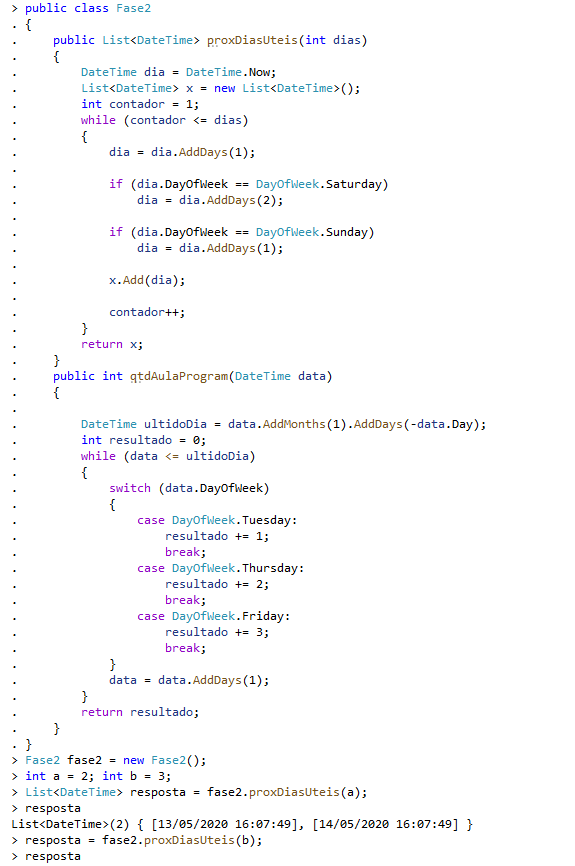 > public class Fase2
. {
.     public List<DateTime> proxDiasUteis(int dias)
.     {
.         DateTime dia = DateTime.Now;
.         List<DateTime> x = new List<DateTime>();
.         int contador = 1;
.         while (contador <= dias)
.         {
.             dia = dia.AddDays(1);
.
.             if (dia.DayOfWeek == DayOfWeek.Saturday)
.                 dia = dia.AddDays(2);
.
.             if (dia.DayOfWeek == DayOfWeek.Sunday)
.                 dia = dia.AddDays(1);
.
.             x.Add(dia);
.
.             contador++;
.         }
.         return x;
.     }
.     public int qtdAulaProgram(DateTime data)
.     {
.
.         DateTime ultidoDia = data.AddMonths(1).AddDays(-data.Day);
.         int resultado = 0;
.         while (data <= ultidoDia)
.         {
.             switch (data.DayOfWeek)
.             {
.                 case DayOfWeek.Tuesday:
.                     resultado += 1;
.                     break;
.                 case DayOfWeek.Thursday:
.                     resultado += 2;
.                     break;
.                 case DayOfWeek.Friday:
.                     resultado += 3;
.                     break;
.             }
.             data = data.AddDays(1);
.         }
.         return resultado;
.     }
. }
> Fase2 fase2 = new Fase2();
> int a = 2; int b = 3;
> List<DateTime> resposta = fase2.proxDiasUteis(a);
> resposta
List<DateTime>(2) { [13/05/2020 16:07:49], [14/05/2020 16:07:49] }
> resposta = fase2.proxDiasUteis(b);
> resposta